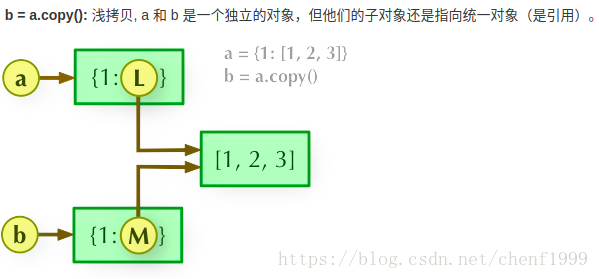 b = a.copy(): 浅拷贝, a 和 b 是一个独立的对象，但他们的子对象还是指向统一对象（是引用）。
a = {1: [1, 2, 3]}
b = a.copy()
a
{1: L }
[1, 2, 3]
b
{1: M }
https://blog.csdn.net/chenf1999